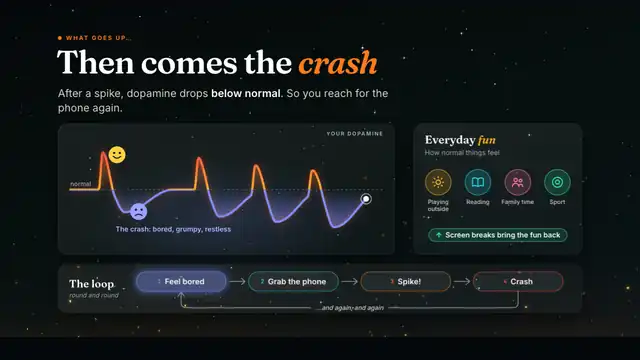 WHAT GOES UP...
Then comes the crash
After a spike, dopamine drops below normal. So you reach for the
phone again.
YOUR DOPAMINE
normal
The crash: bored, grumpy, restless
Everyday fun
How normal things feel
Playing
outside
Reading
Family time
Sport
↑ Screen breaks bring the fun back
The loop
round and round
1 Feel bored
2 Grab the phone
3 Spike!
4 Crash
...and again, and again